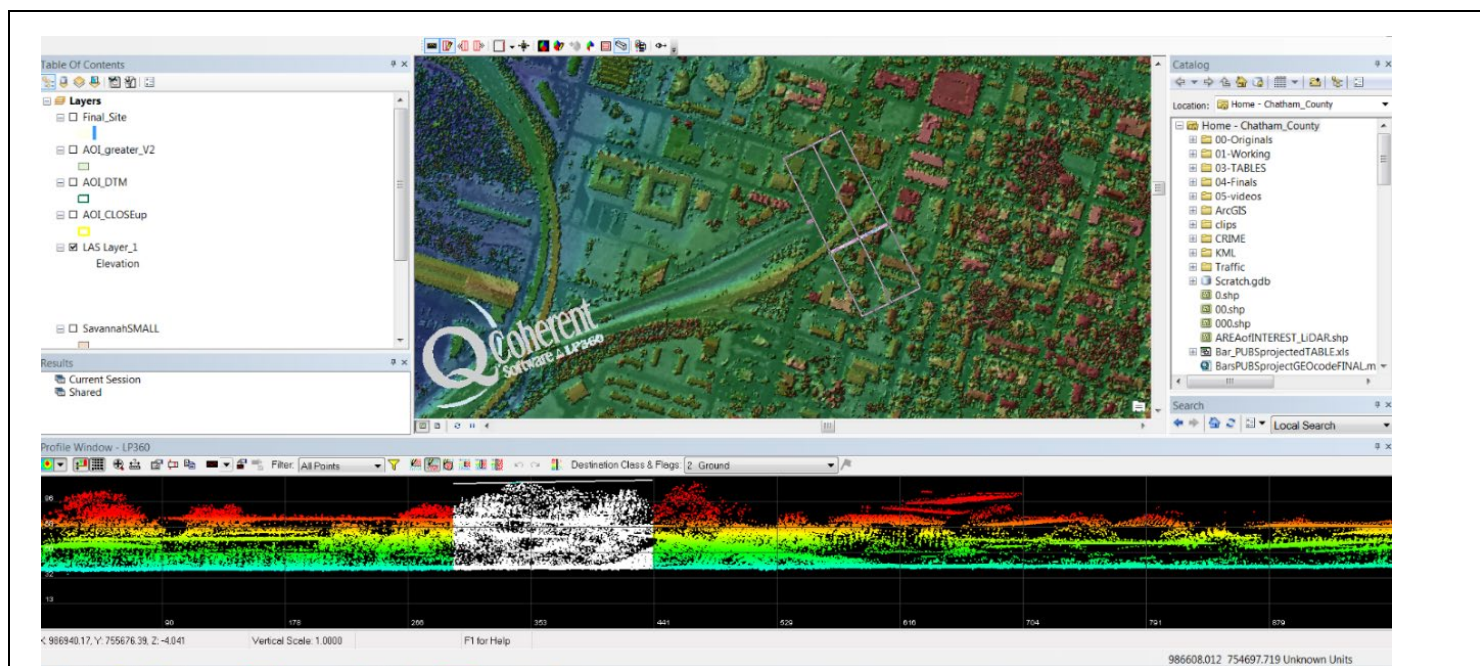 Table Of Contents
Layers
Final_Site
AOI_greater_V2
AOI_DTM
AOI_CLOSEup
LAS Layer_1
Elevation
SavannahSMALL
Results
Current Session
Shared
QCoherent
Software LP360
Catalog
Location: Home - Chatham_County
Home - Chatham_County
00-Originals
01-Working
03-TABLES
04-Finals
05-videos
ArcGIS
clips
CRIME
KML
Traffic
Scratch.gdb
0.shp
00.shp
000.shp
AREAofINTEREST_LiDAR.shp
Bar_PUBSprojectedTABLE.xls
BarsPUBSprojectGEOcodeFINAL.m
Search
Local Search
Profile Window - LP360
Filter: All Points
Destination Class & Flags: 2 Ground
96
32
13
90 178 266 353 441 529 616 704 791 879
X: 986940.17, Y: 755676.39, Z: -4.041 Vertical Scale: 1.0000 F1 for Help
986608.012 754697.719 Unknown Units